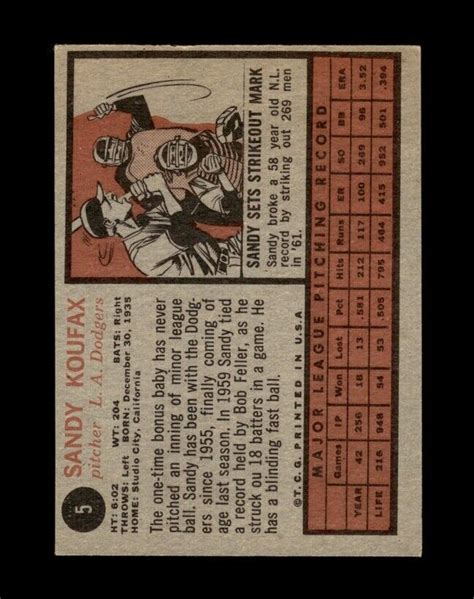 5
SANDY KOUFAX
pitcher L. A. Dodgers
HT: 6:02 WT: 204 BATS: Right
THROWS: Left BORN: December 30, 1935
HOME: Studio City, California
The one-time bonus baby has never
pitched an inning of minor league
ball. Sandy has been with the Dodg-
ers since 1955, finally coming of
age last season. In 1959 Sandy tied
a record held by Bob Feller, as he
struck ou 18 batters in a game. He
has a blinding fast ball.
©T.C.G. PRINTED IN U.S.A.
SANDY SETS STRIKEOUT MARK
Sandy broke a 58 year old N.L.
record by striking out 269 men
in '61.
MAJOR LEAGUE PITCHING RECORD
Games IP Won Lost Pct Hits Runs ER SO BB ERA
YEAR 42 256 18 13 .581 212 117 100 269 96 3.52
LIFE 216 948 54 53 .505 795 464 415 952 501 .394